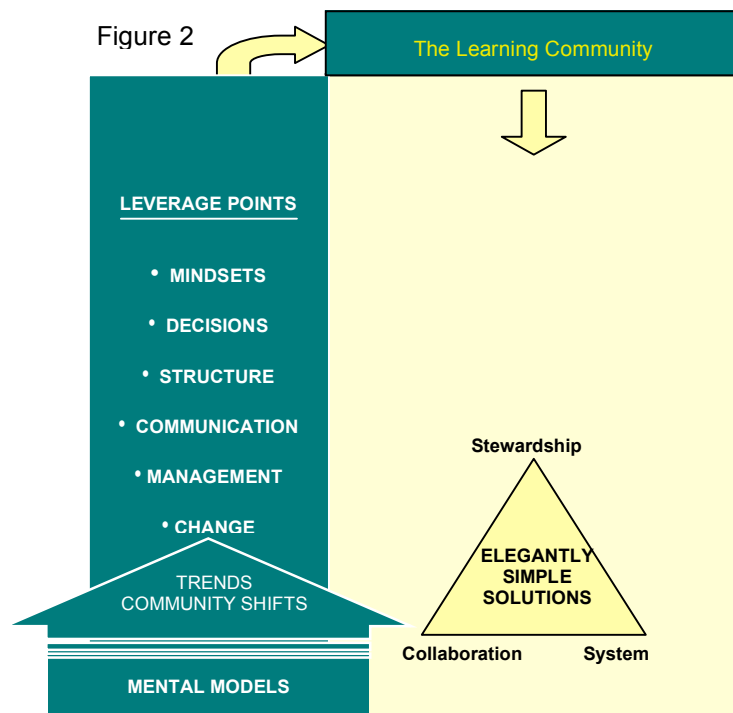 Figure 2
The Learning Community
LEVERAGE POINTS
• MINDSETS
• DECISIONS
• STRUCTURE
• COMMUNICATION
• MANAGEMENT
• CHANGE
TRENDS
COMMUNITY SHIFTS
MENTAL MODELS
Stewardship
ELEGANTLY
SIMPLE
SOLUTIONS
Collaboration System